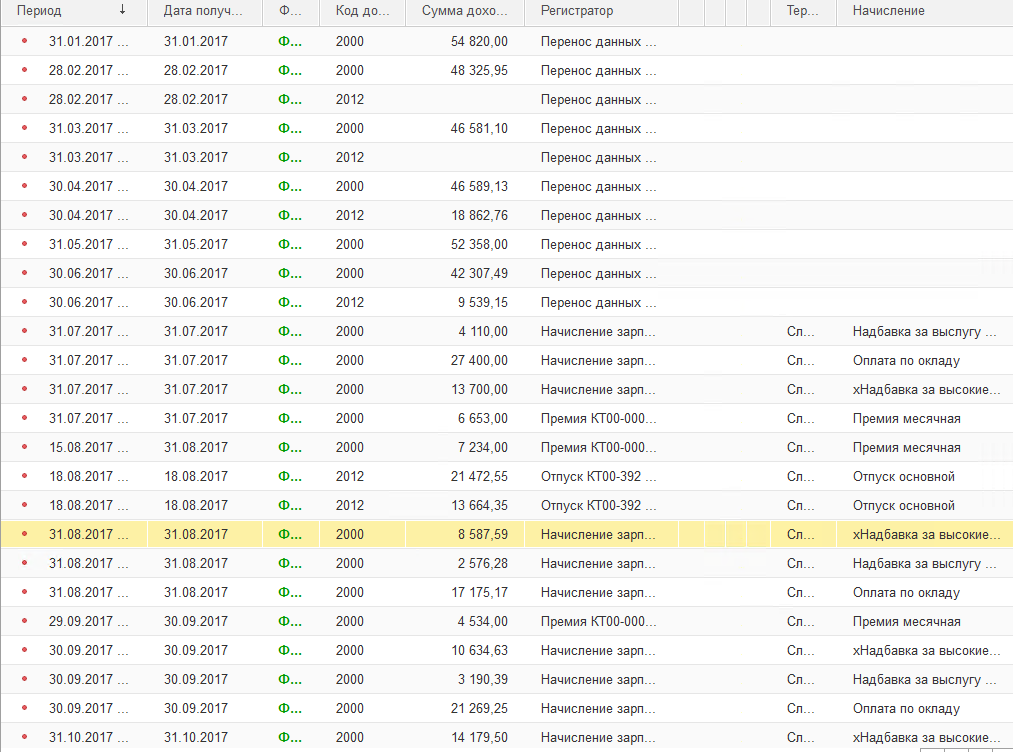 Период ↓ Дата получ... Ф... Код до... Сумма дохо... Регистратор Тер... Начисление
31.01.2017 ... 31.01.2017 Ф... 2000 54 820,00 Перенос данных ...
28.02.2017 ... 28.02.2017 Ф... 2000 48 325,95 Перенос данных ...
28.02.2017 ... 28.02.2017 Ф... 2012 Перенос данных ...
31.03.2017 ... 31.03.2017 Ф... 2000 46 581,10 Перенос данных ...
31.03.2017 ... 31.03.2017 Ф... 2012 Перенос данных ...
30.04.2017 ... 30.04.2017 Ф... 2000 46 589,13 Перенос данных ...
30.04.2017 ... 30.04.2017 Ф... 2012 18 862,76 Перенос данных ...
31.05.2017 ... 31.05.2017 Ф... 2000 52 358,00 Перенос данных ...
30.06.2017 ... 30.06.2017 Ф... 2000 42 307,49 Перенос данных ...
30.06.2017 ... 30.06.2017 Ф... 2012 9 539,15 Перенос данных ...
31.07.2017 ... 31.07.2017 Ф... 2000 4 110,00 Начисление зарп... Сл... Надбавка за выслугу ...
31.07.2017 ... 31.07.2017 Ф... 2000 27 400,00 Начисление зарп... Сл... Оплата по окладу
31.07.2017 ... 31.07.2017 Ф... 2000 13 700,00 Начисление зарп... Сл... хНадбавка за высокие...
31.07.2017 ... 31.07.2017 Ф... 2000 6 653,00 Премия КТ00-000... Сл... Премия месячная
15.08.2017 ... 31.08.2017 Ф... 2000 7 234,00 Премия КТ00-000... Сл... Премия месячная
18.08.2017 ... 18.08.2017 Ф... 2012 21 472,55 Отпуск КТ00-392 ... Сл... Отпуск основной
18.08.2017 ... 18.08.2017 Ф... 2012 13 664,35 Отпуск КТ00-392 ... Сл... Отпуск основной
31.08.2017 ... 31.08.2017 Ф... 2000 8 587,59 Начисление зарп... Сл... хНадбавка за высокие...
31.08.2017 ... 31.08.2017 Ф... 2000 2 576,28 Начисление зарп... Сл... Надбавка за выслугу ...
31.08.2017 ... 31.08.2017 Ф... 2000 17 175,17 Начисление зарп... Сл... Оплата по окладу
29.09.2017 ... 30.09.2017 Ф... 2000 4 534,00 Премия КТ00-000... Сл... Премия месячная
30.09.2017 ... 30.09.2017 Ф... 2000 10 634,63 Начисление зарп... Сл... хНадбавка за высокие...
30.09.2017 ... 30.09.2017 Ф... 2000 3 190,39 Начисление зарп... Сл... Надбавка за выслугу ...
30.09.2017 ... 30.09.2017 Ф... 2000 21 269,25 Начисление зарп... Сл... Оплата по окладу
31.10.2017 ... 31.10.2017 Ф... 2000 14 179,50 Начисление зарп... Сл... хНадбавка за высокие...